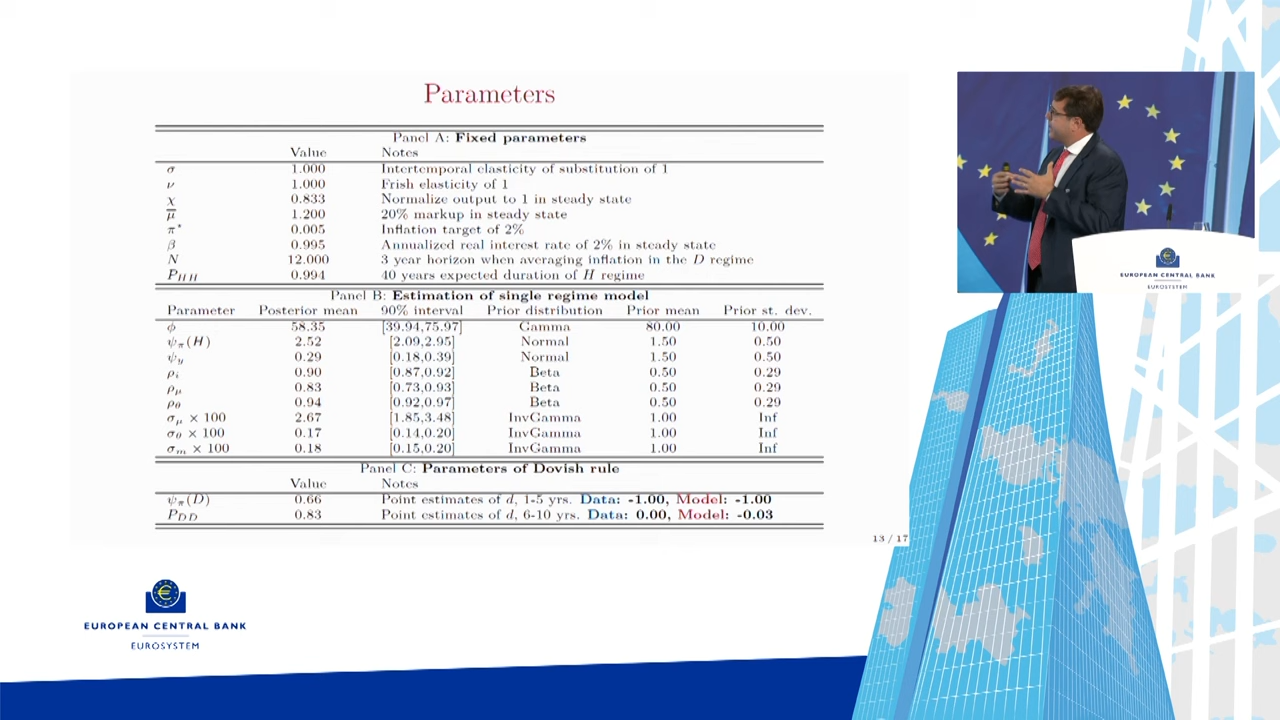 Parameters
Panel A: Fixed parameters
Value Notes
σ 1.000 Intertemporal elasticity of substitution of 1
ν 1.000 Frish elasticity of 1
χ 0.833 Normalize output to 1 in steady state
μ̅ 1.200 20% markup in steady state
π* 0.005 Inflation target of 2%
β 0.995 Annualized real interest rate of 2% in steady state
N 12.000 3 year horizon when averaging inflation in the D regime
P_HH 0.994 40 years expected duration of H regime
Panel B: Estimation of single regime model
Parameter Posterior mean 90% interval Prior distribution Prior mean Prior st. dev.
φ 58.35 [39.94,75.97] Gamma 80.00 10.00
ψ_π(H) 2.52 [2.09,2.95] Normal 1.50 0.50
ψ_y 0.29 [0.18,0.39] Normal 1.50 0.50
ρ_i 0.90 [0.87,0.92] Beta 0.50 0.29
ρ_μ 0.83 [0.73,0.93] Beta 0.50 0.29
ρ_θ 0.94 [0.92,0.97] Beta 0.50 0.29
σ_μ × 100 2.67 [1.85,3.48] InvGamma 1.00 Inf
σ_θ × 100 0.17 [0.14,0.20] InvGamma 1.00 Inf
σ_m × 100 0.18 [0.15,0.20] InvGamma 1.00 Inf
Panel C: Parameters of Dovish rule
Value Notes
ψ_π(D) 0.66 Point estimates of d, 1-5 yrs. Data: -1.00, Model: -1.00
P_DD 0.83 Point estimates of d, 6-10 yrs. Data: 0.00, Model: -0.03
13 / 17
EUROPEAN CENTRAL BANK
EUROSYSTEM
EUROPEAN CENTRAL BANK
EUROSYSTEM